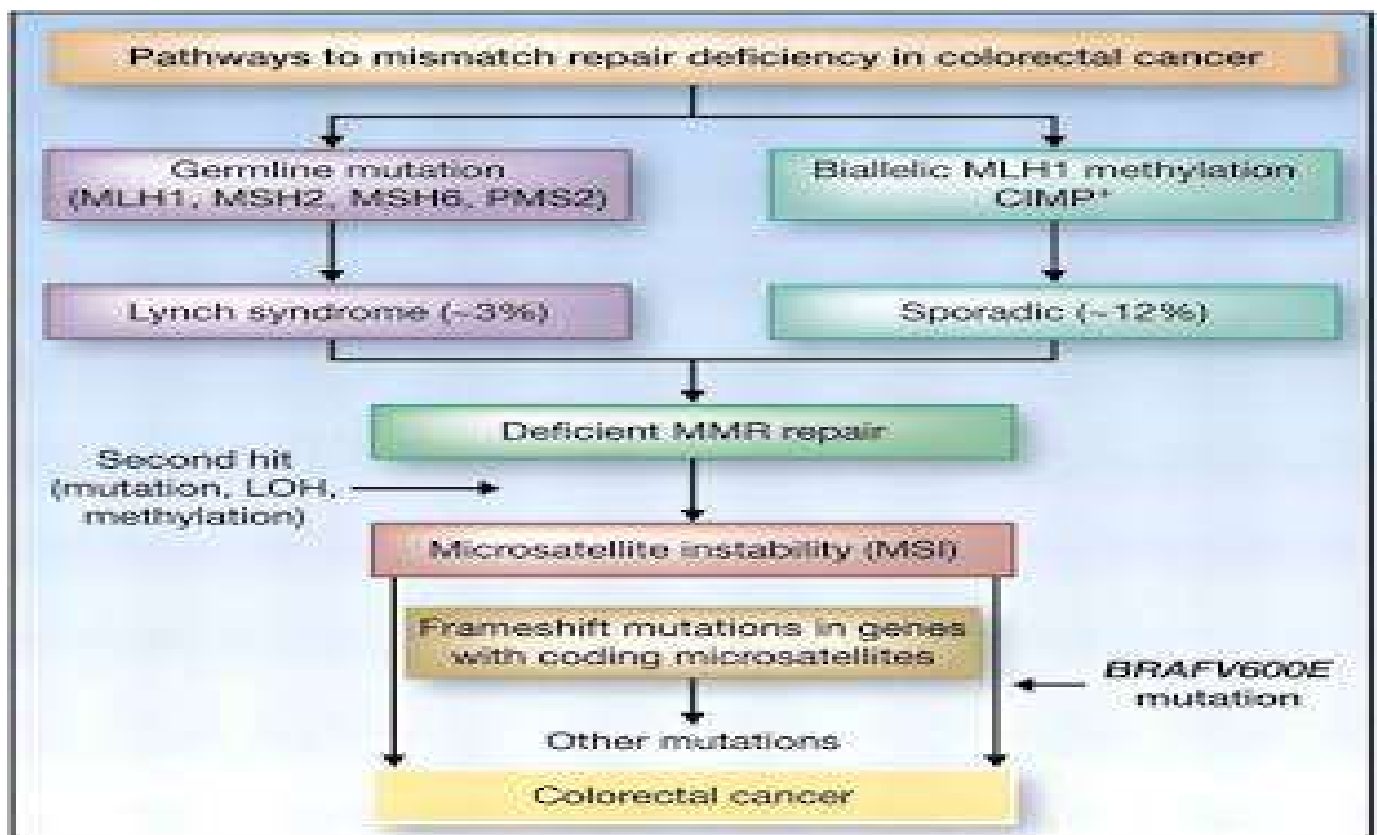 Pathways to mismatch repair deficiency in colorectal cancer
Germline mutation
(MLH1, MSH2, MSH6, PMS2)
Biallelic MLH1 methylation
CIMP+
Lynch syndrome (~3%)
Sporadic (~12%)
Deficient MMR repair
Second hit
(mutation, LOH,
methylation)
Microsatellite instability (MSI)
Frameshift mutations in genes
with coding microsatellites
BRAFV600E
mutation
Other mutations
Colorectal cancer